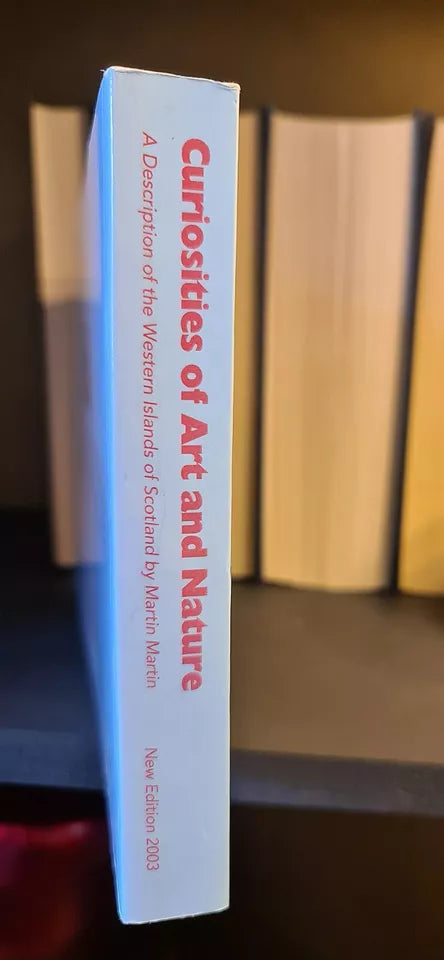 Curiosities of Art and Nature
A Description of the Western Islands of Scotland by Martin Martin
New Edition 2003